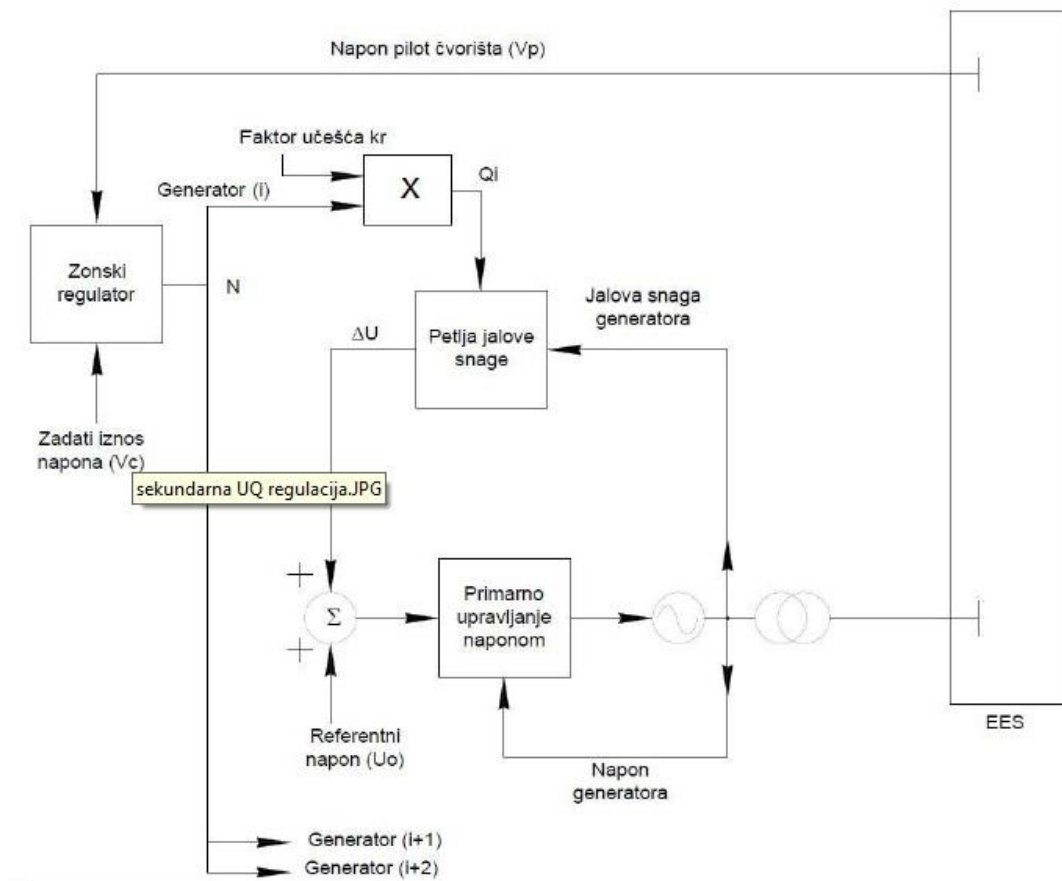 Napon pilot čvorišta (Vp)
Faktor učešća kr
Generator (i)
X
Qi
Zonski
regulator
N
Jalova snaga
generatora
ΔU
Petlja jalove
snage
Zadati iznos
napona (Vc)
sekundarna UQ regulacija.JPG
+
Σ
+
Primarno
upravljanje
naponom
Referentni
napon (Uo)
Napon
generatora
EES
Generator (i+1)
Generator (i+2)